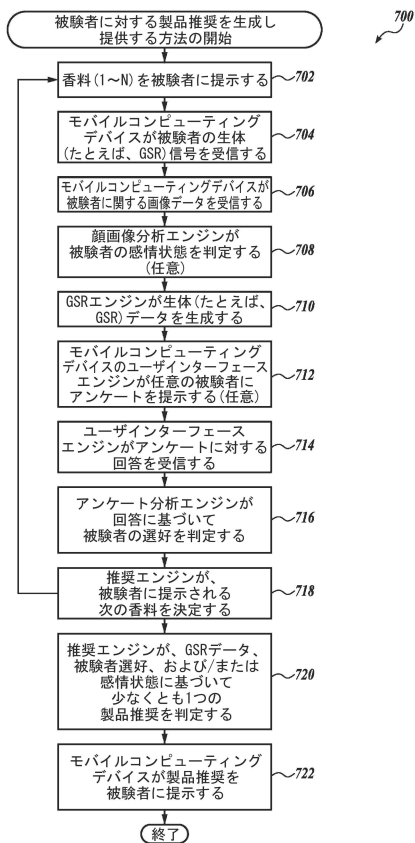 被験者に対する製品推奨を生成し
提供する方法の開始
700
香料(1~N)を被験者に提示する
702
モバイルコンピューティング
デバイスが被験者の生体
(たとえば、GSR)信号を受信する
704
モバイルコンピューティングデバイスが
被験者に関する画像データを受信する
706
顔画像分析エンジンが
被験者の感情状態を判定する
(任意)
708
GSRエンジンが生体(たとえば、
GSR)データを生成する
710
モバイルコンピューティング
デバイスのユーザインターフェース
エンジンが任意の被験者に
アンケートを提示する(任意)
712
ユーザインターフェース
エンジンがアンケートに対する
回答を受信する
714
アンケート分析エンジンが
回答に基づいて
被験者の選好を判定する
716
推奨エンジンが、
被験者に提示される
次の香料を決定する
718
推奨エンジンが、GSRデータ、
被験者選好、および/または
感情状態に基づいて
少なくとも1つの
製品推奨を判定する
720
モバイルコンピューティング
デバイスが製品推奨を
被験者に提示する
722
終了